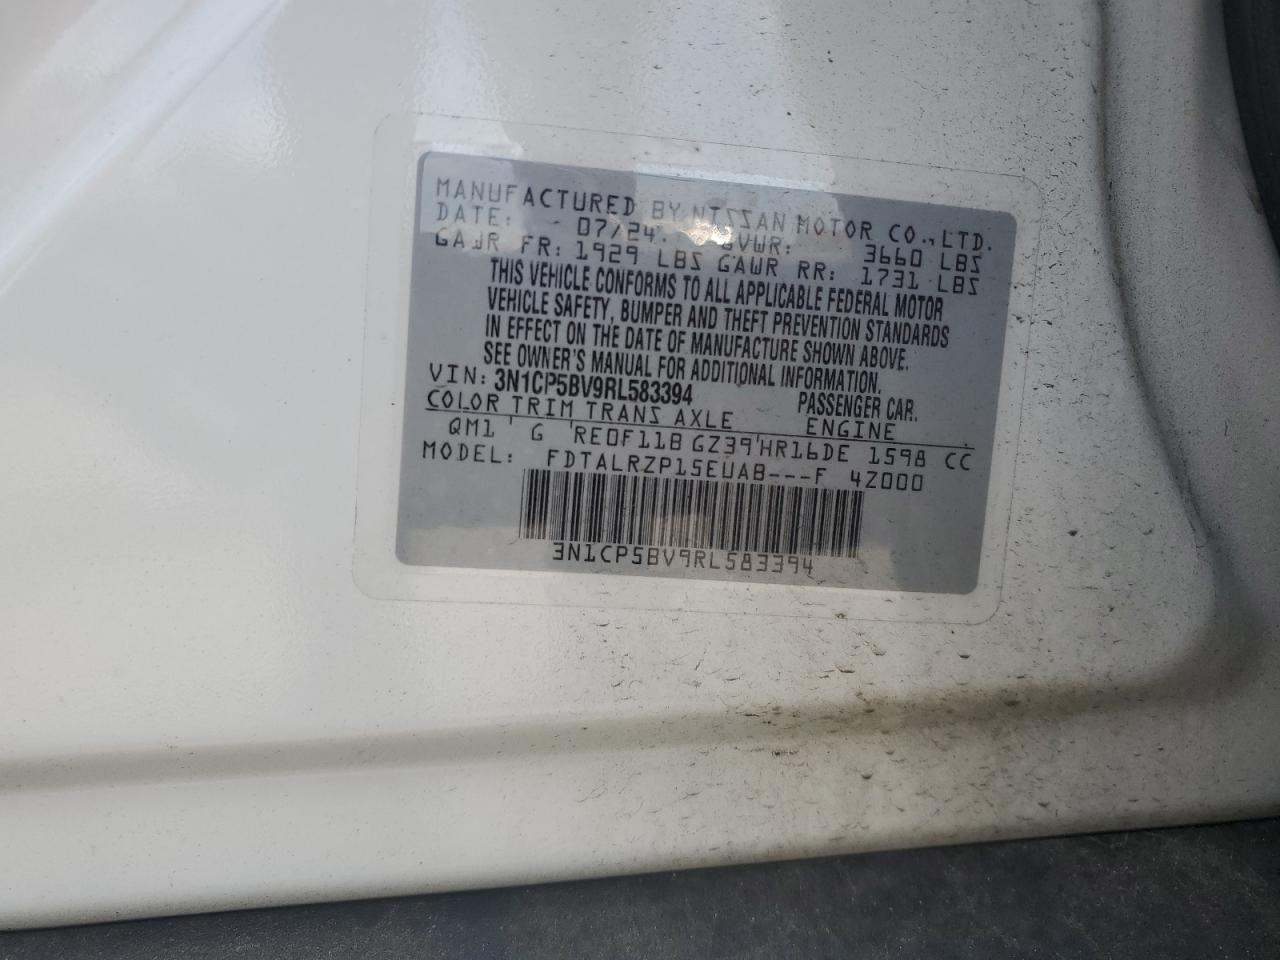 MANUFACTURED BY NISSAN MOTOR CO., LTD.
DATE: 07/24. GVWR: 3660 LBS
GAWR FR: 1929 LBS GAWR RR: 1731 LBS
THIS VEHICLE CONFORMS TO ALL APPLICABLE FEDERAL MOTOR
VEHICLE SAFETY, BUMPER AND THEFT PREVENTION STANDARDS
IN EFFECT ON THE DATE OF MANUFACTURE SHOWN ABOVE.
SEE OWNER'S MANUAL FOR ADDITIONAL INFORMATION.
VIN: 3N1CP5BV9RL583394 PASSENGER CAR.
COLOR TRIM TRANS AXLE ENGINE
QM1 ' G 'RE0F11B GZ39'HR16DE 1598 CC
MODEL: FDTALRZP15EUAB---F 4Z000
3N1CP5BV9RL583394